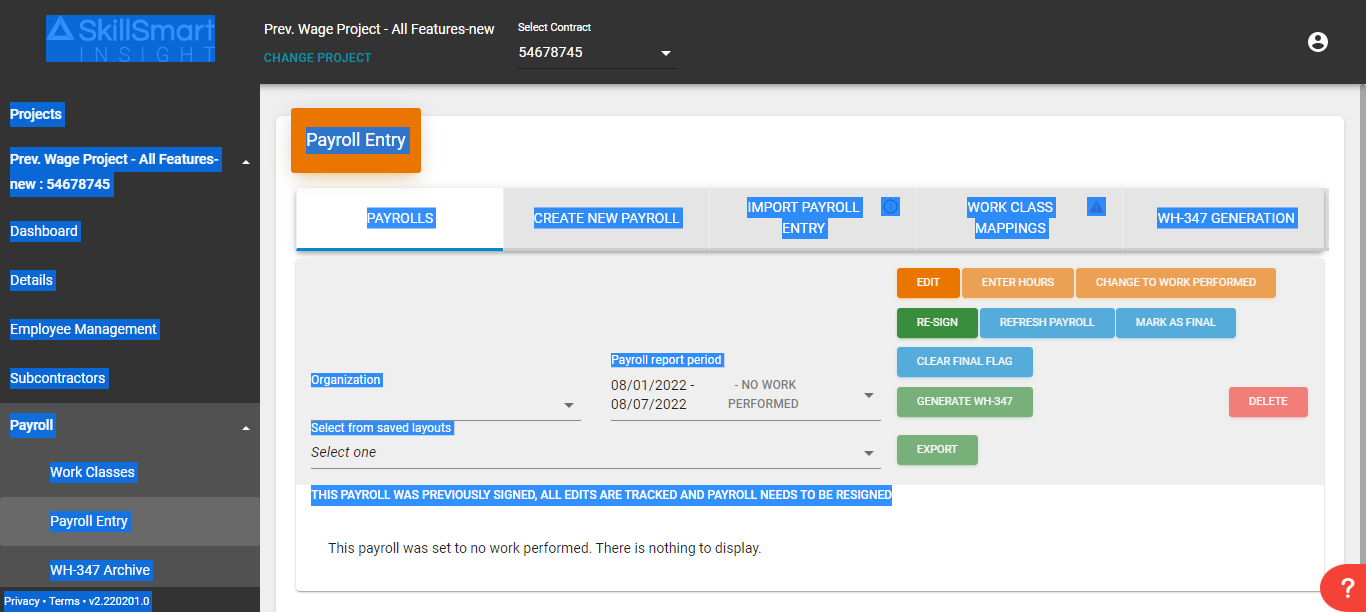 SkillSmart
INSIGHT
Prev. Wage Project - All Features-new
CHANGE PROJECT
Select Contract
54678745
Projects
Prev. Wage Project - All Features-
new : 54678745
Dashboard
Details
Employee Management
Subcontractors
Payroll
Work Classes
Payroll Entry
WH-347 Archive
Privacy • Terms • v2.220201.0
Payroll Entry
PAYROLLS
CREATE NEW PAYROLL
IMPORT PAYROLL
ENTRY
WORK CLASS
MAPPINGS
WH-347 GENERATION
Organization
Payroll report period
08/01/2022 -
08/07/2022
- NO WORK
PERFORMED
Select from saved layouts
Select one
EDIT
ENTER HOURS
CHANGE TO WORK PERFORMED
RE-SIGN
REFRESH PAYROLL
MARK AS FINAL
CLEAR FINAL FLAG
GENERATE WH-347
DELETE
EXPORT
THIS PAYROLL WAS PREVIOUSLY SIGNED, ALL EDITS ARE TRACKED AND PAYROLL NEEDS TO BE RESIGNED
This payroll was set to no work performed. There is nothing to display.
?